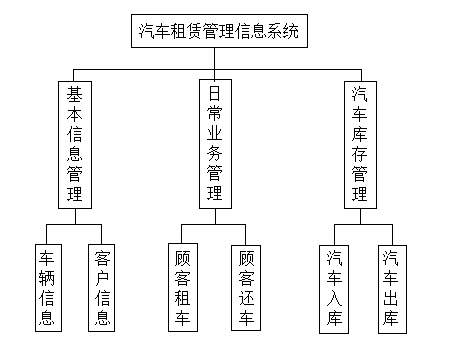 汽车租赁管理信息系统
基本信息管理
日常业务管理
汽车库存管理
车辆信息
客户信息
顾客租车
顾客还车
汽车入库
汽车出库